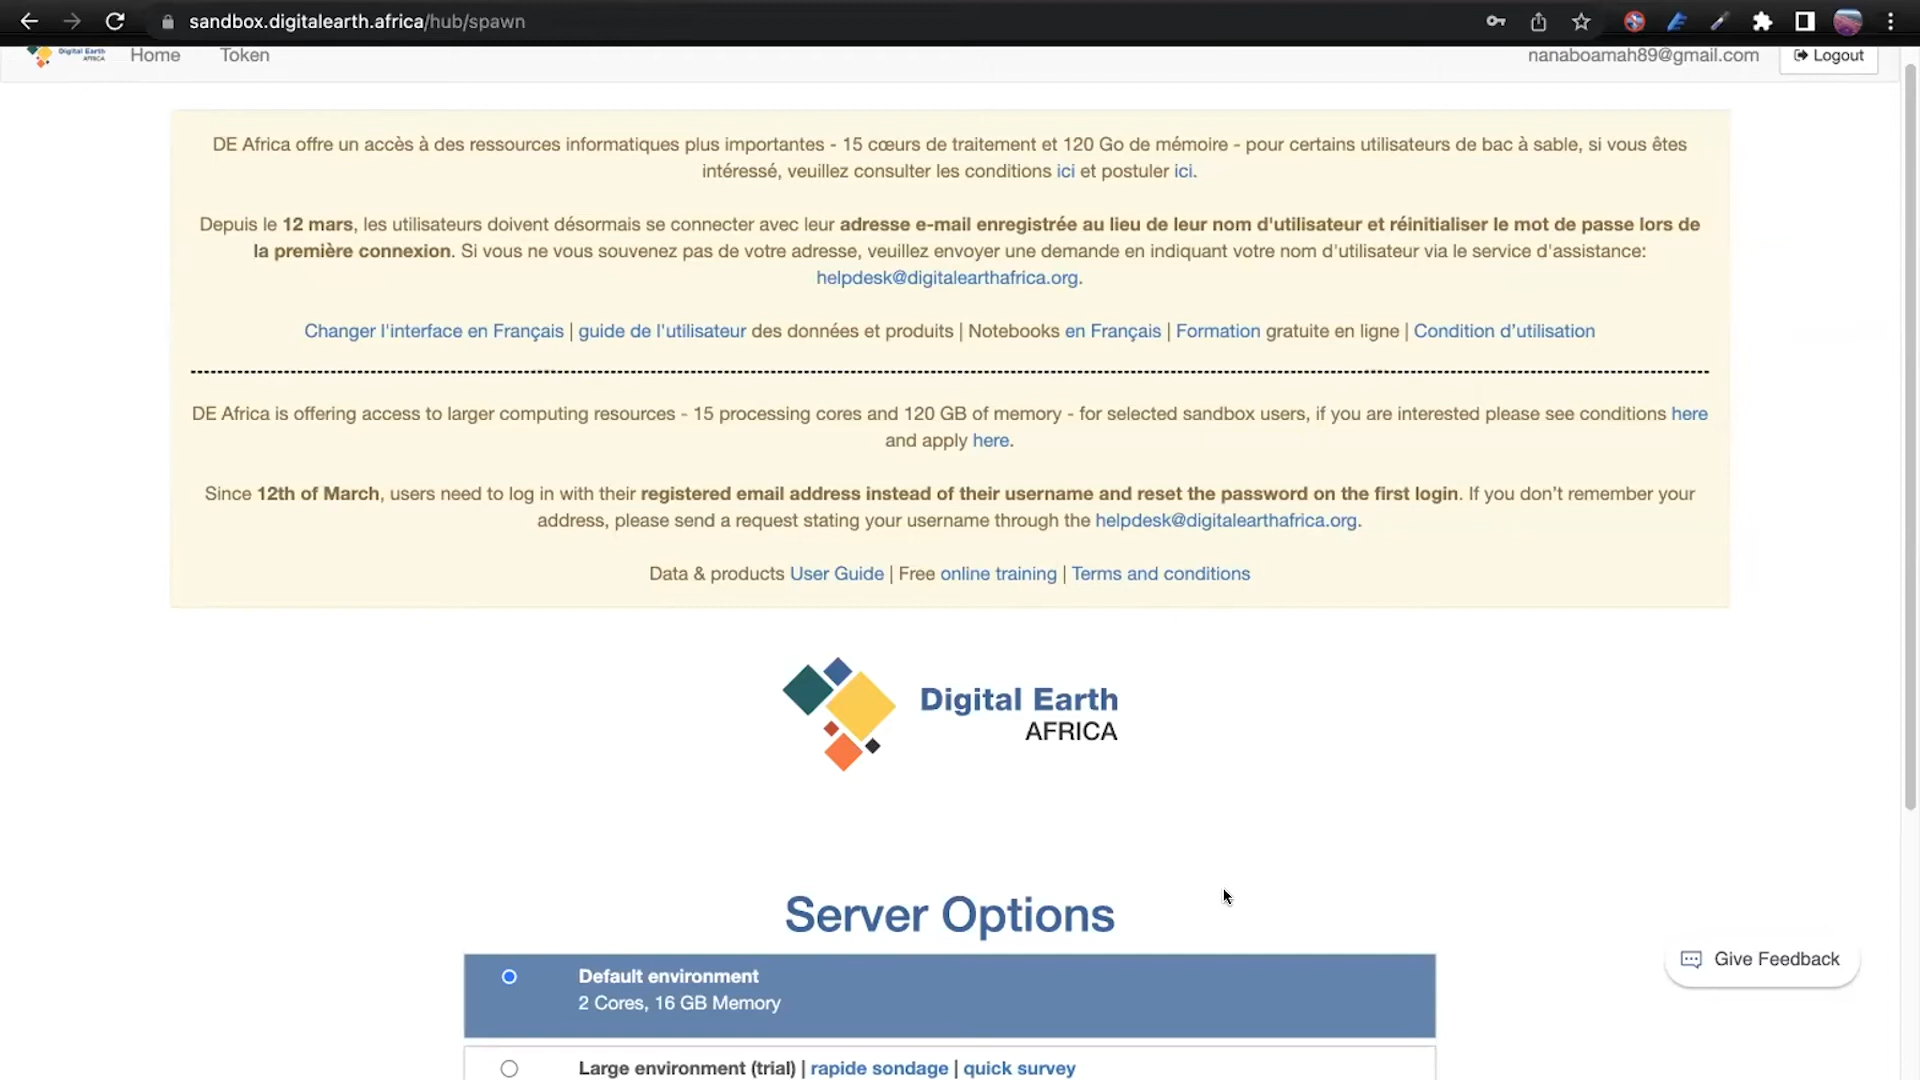 sandbox.digitalearth.africa/hub/spawn
Digital Earth
AFRICA
Home
Token
nanaboamah89@gmail.com
Logout
DE Africa offre un accès à des ressources informatiques plus importantes - 15 cœurs de traitement et 120 Go de mémoire - pour certains utilisateurs de bac à sable, si vous êtes
intéressé, veuillez consulter les conditions ici et postuler ici.
Depuis le 12 mars, les utilisateurs doivent désormais se connecter avec leur adresse e-mail enregistrée au lieu de leur nom d'utilisateur et réinitialiser le mot de passe lors de
la première connexion. Si vous ne vous souvenez pas de votre adresse, veuillez envoyer une demande en indiquant votre nom d'utilisateur via le service d'assistance:
helpdesk@digitalearthafrica.org.
Changer l'interface en Français | guide de l'utilisateur des données et produits | Notebooks en Français | Formation gratuite en ligne | Condition d’utilisation
DE Africa is offering access to larger computing resources - 15 processing cores and 120 GB of memory - for selected sandbox users, if you are interested please see conditions here
and apply here.
Since 12th of March, users need to log in with their registered email address instead of their username and reset the password on the first login. If you don’t remember your
address, please send a request stating your username through the helpdesk@digitalearthafrica.org.
Data & products User Guide | Free online training | Terms and conditions
Digital Earth
AFRICA
Server Options
Default environment
2 Cores, 16 GB Memory
Give Feedback
Large environment (trial) | rapide sondage | quick survey